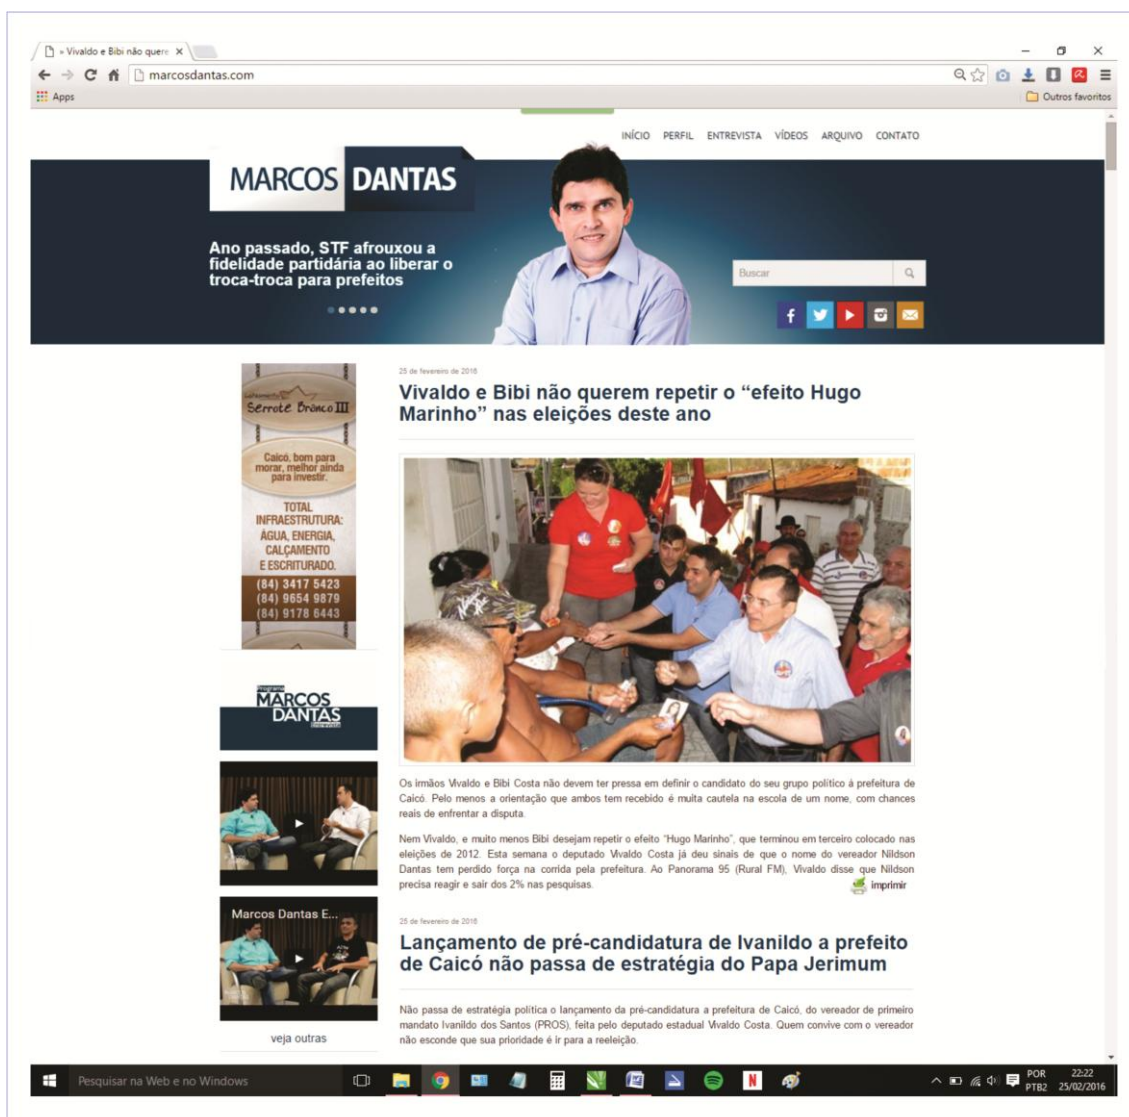 » Vivaldo e Bibi não quere
marcosdantas.com
Apps
Outros favoritos
INÍCIO PERFIL ENTREVISTA VÍDEOS ARQUIVO CONTATO
MARCOS DANTAS
Ano passado, STF afrouxou a
fidelidade partidária ao liberar o
troca-troca para prefeitos
Buscar
Serrote Branco III
Caicó, bom para
morar, melhor ainda
para investir.
TOTAL
INFRAESTRUTURA:
ÁGUA, ENERGIA,
CALÇAMENTO
E ESCRITURADO.
(84) 3417 5423
(84) 9654 9879
(84) 9178 6443
Programa
MARCOS
DANTAS
Entrevista
Marcos Dantas E...
veja outras
25 de fevereiro de 2016
Vivaldo e Bibi não querem repetir o “efeito Hugo
Marinho” nas eleições deste ano
Os irmãos Vivaldo e Bibi Costa não devem ter pressa em definir o candidato do seu grupo político à prefeitura de
Caicó. Pelo menos a orientação que ambos tem recebido é muita cautela na escola de um nome, com chances
reais de enfrentar a disputa.
Nem Vivaldo, e muito menos Bibi desejam repetir o efeito “Hugo Marinho”, que terminou em terceiro colocado nas
eleições de 2012. Esta semana o deputado Vivaldo Costa já deu sinais de que o nome do vereador Nildson
Dantas tem perdido força na corrida pela prefeitura. Ao Panorama 95 (Rural FM), Vivaldo disse que Nildson
precisa reagir e sair dos 2% nas pesquisas.
imprimir
25 de fevereiro de 2016
Lançamento de pré-candidatura de Ivanildo a prefeito
de Caicó não passa de estratégia do Papa Jerimum
Não passa de estratégia política o lançamento da pré-candidatura a prefeitura de Caicó, do vereador de primeiro
mandato Ivanildo dos Santos (PROS), feita pelo deputado estadual Vivaldo Costa. Quem convive com o vereador
não esconde que sua prioridade é ir para a reeleição.
Pesquisar na Web e no Windows
POR
PTB2
22:22
25/02/2016